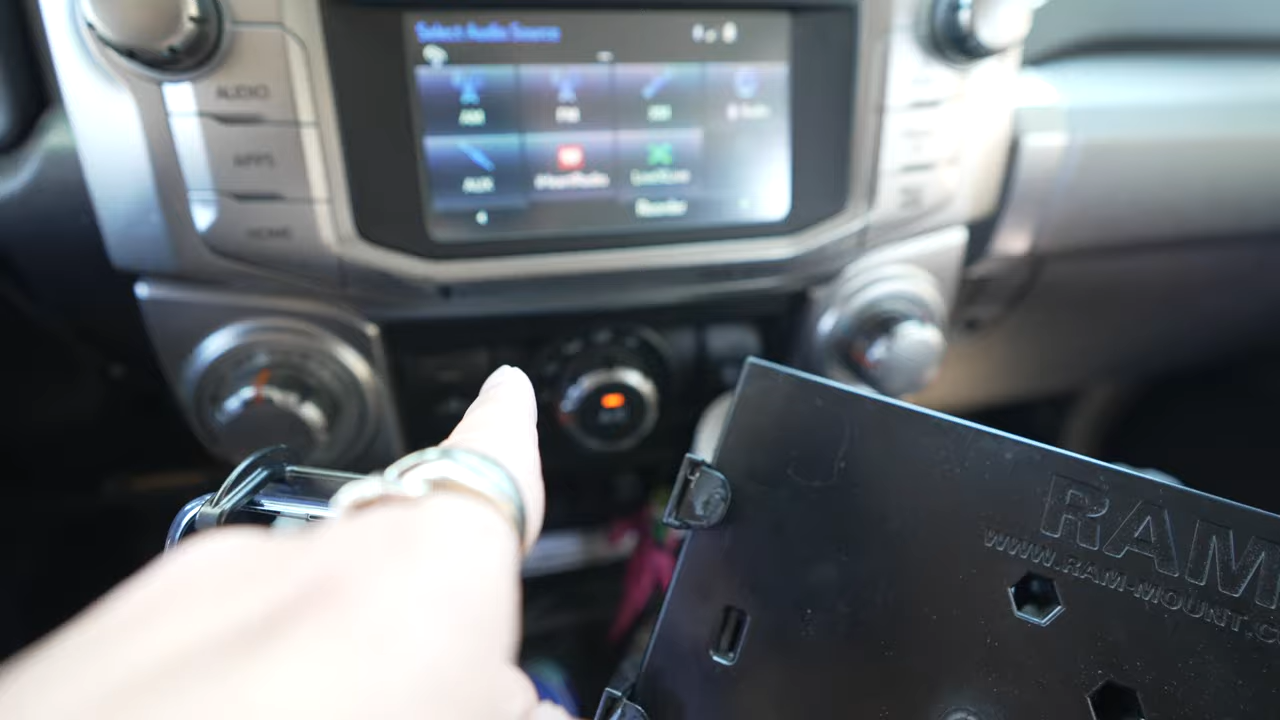 Select Audio Source
AUDIO
AM
FM
APPS
AUX
iHeartRadio
Reorder
HOME
RAM
WWW.RAM-MOUNT.C